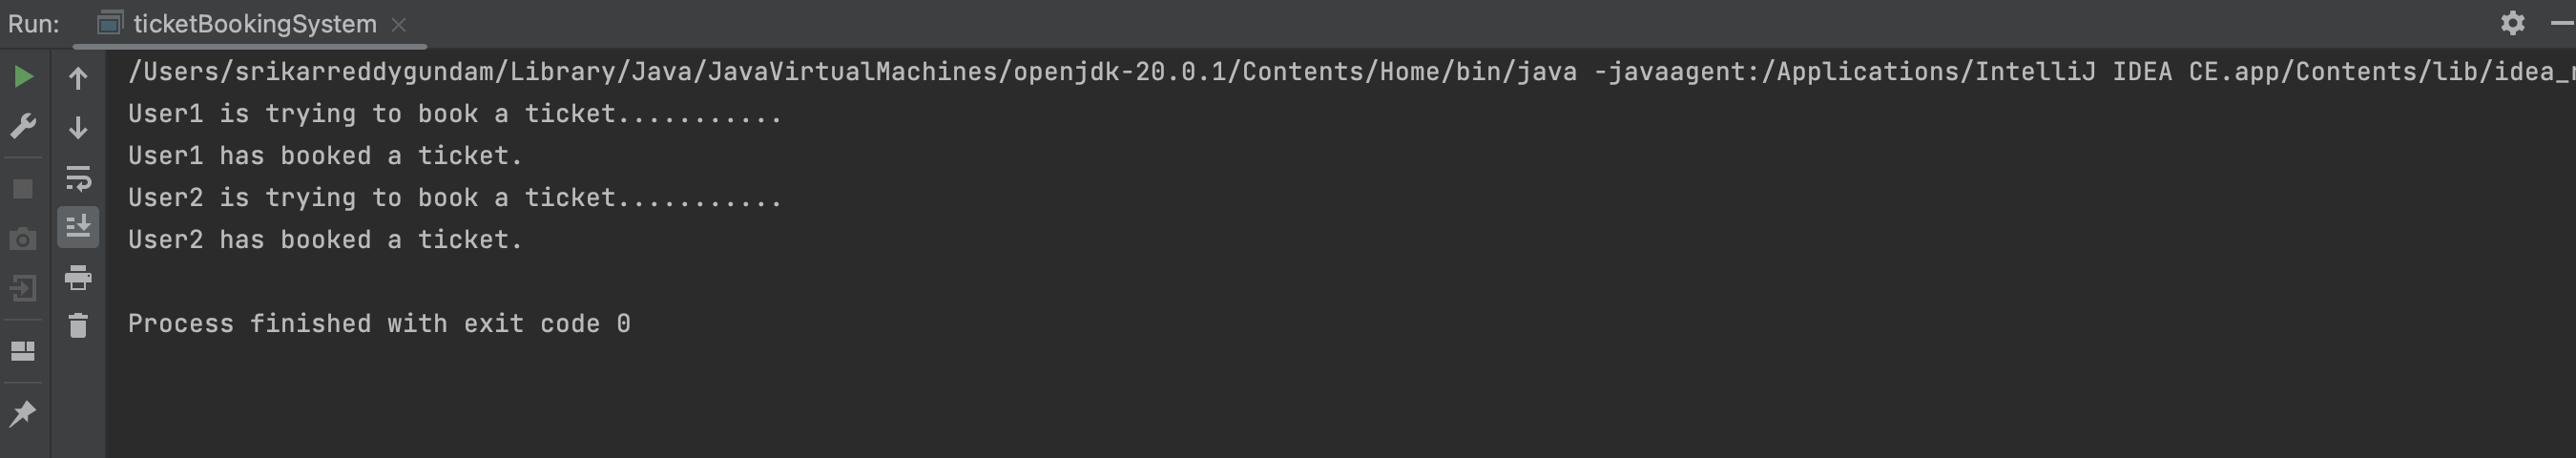 Run: ticketBookingSystem
/Users/srikarreddygundam/Library/Java/JavaVirtualMachines/openjdk-20.0.1/Contents/Home/bin/java -javaagent:/Applications/IntelliJ IDEA CE.app/Contents/lib/idea_
User1 is trying to book a ticket...........
User1 has booked a ticket.
User2 is trying to book a ticket...........
User2 has booked a ticket.
Process finished with exit code 0